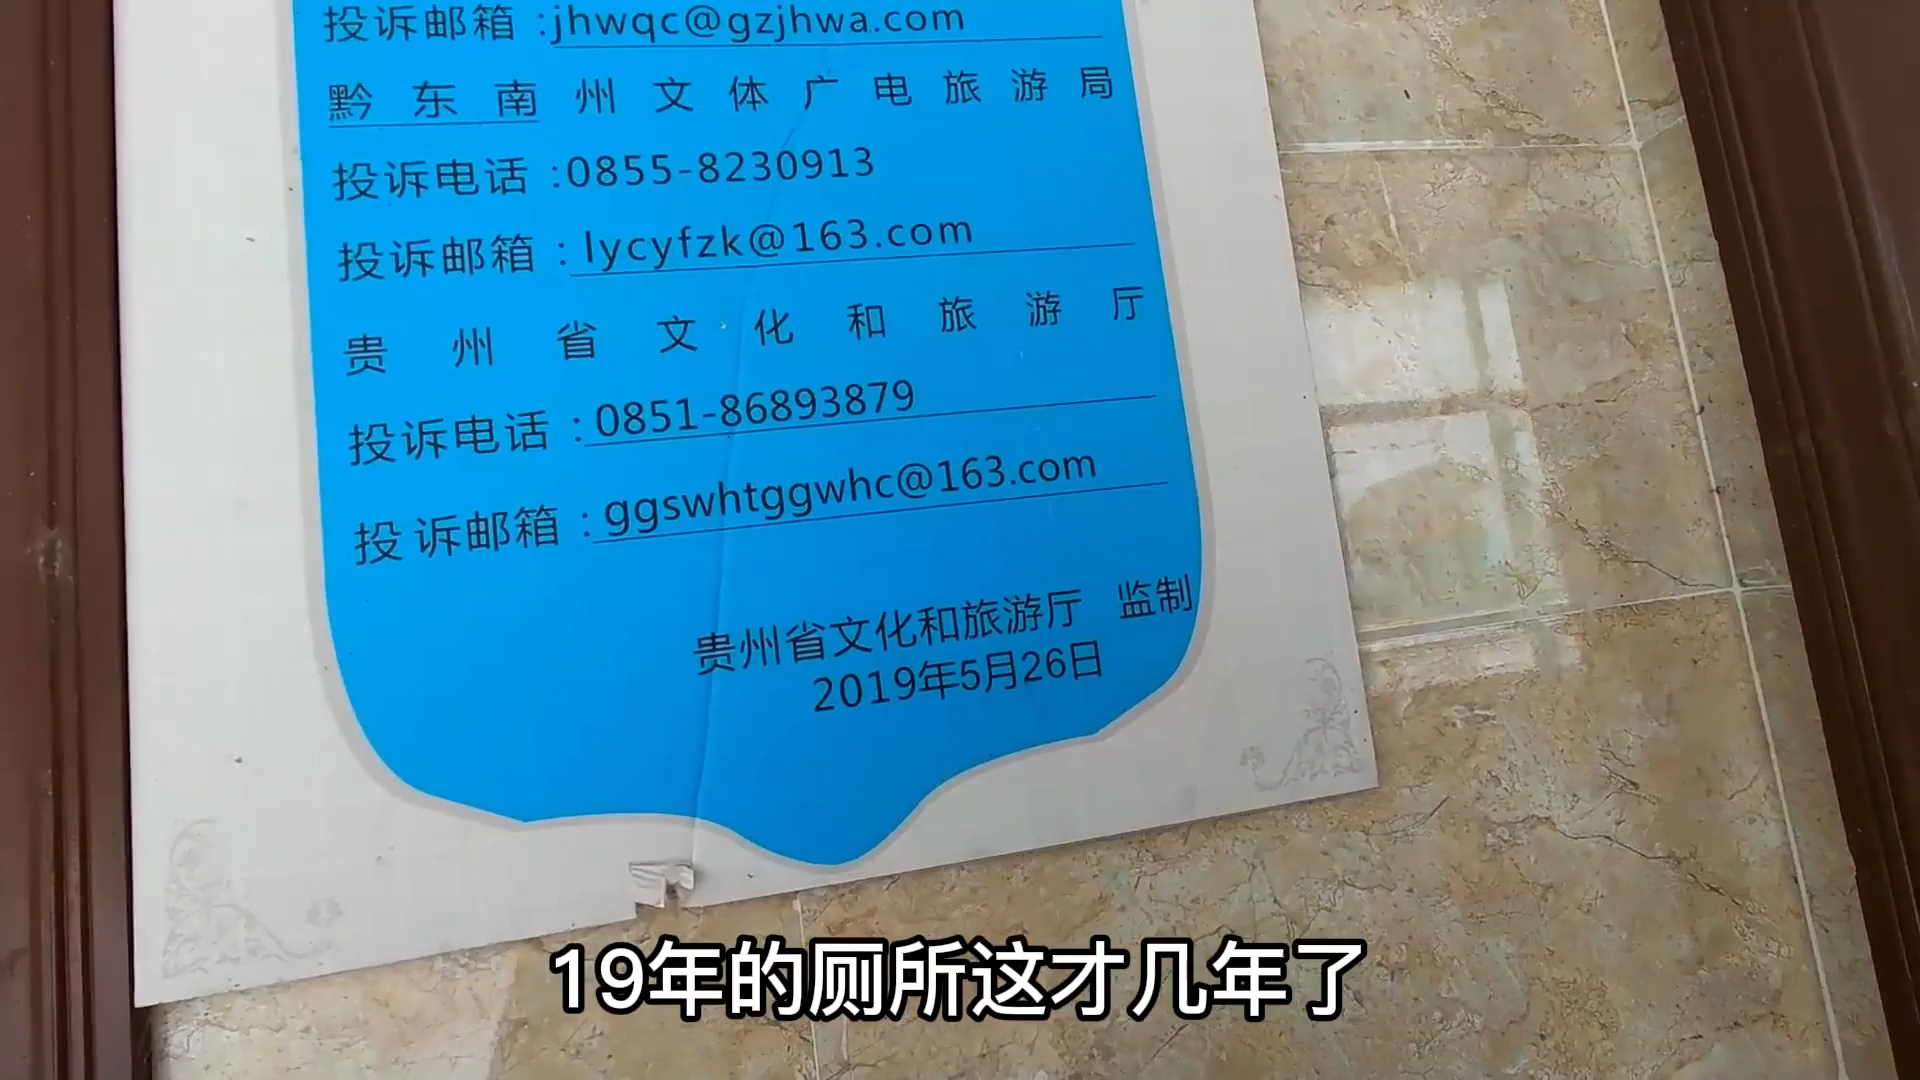 投诉邮箱:jhwqc@gzjhwa.com
黔东南州文体广电旅游局
投诉电话:0855-8230913
投诉邮箱:lycyfzk@163.com
贵州省文化和旅游厅
投诉电话:0851-86893879
投诉邮箱:ggswhtggwhc@163.com
贵州省文化和旅游厅 监制
2019年5月26日
19年的厕所这才几年了